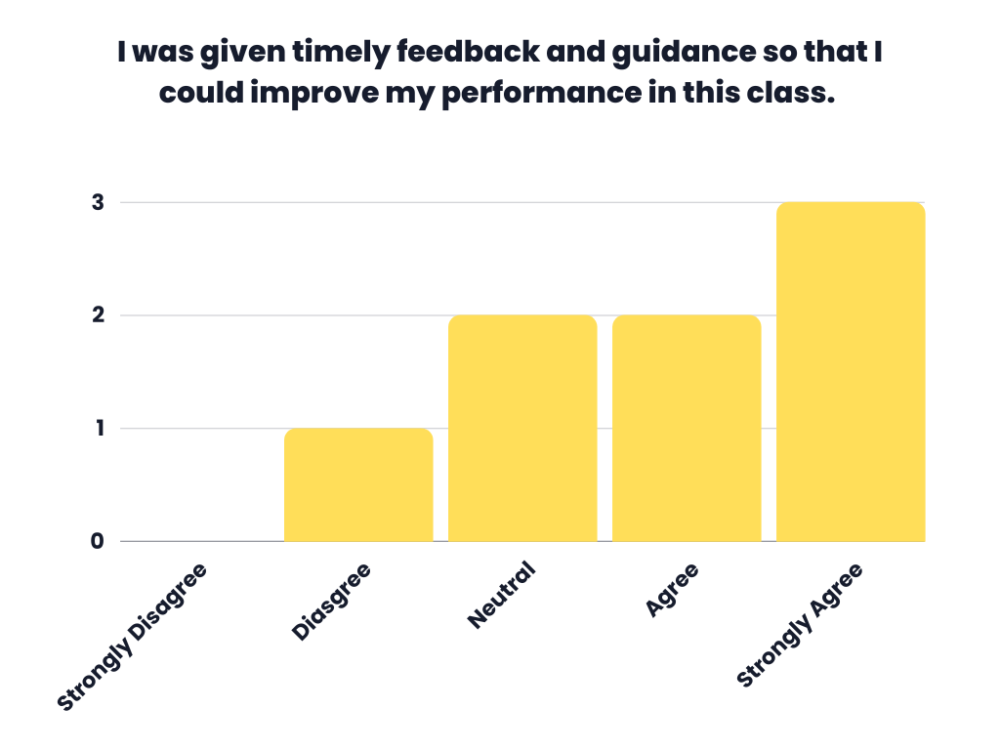 I was given timely feedback and guidance so that I
could improve my performance in this class.
3
2
1
0
Strongly Disagree
Diasgree
Neutral
Agree
Strongly Agree